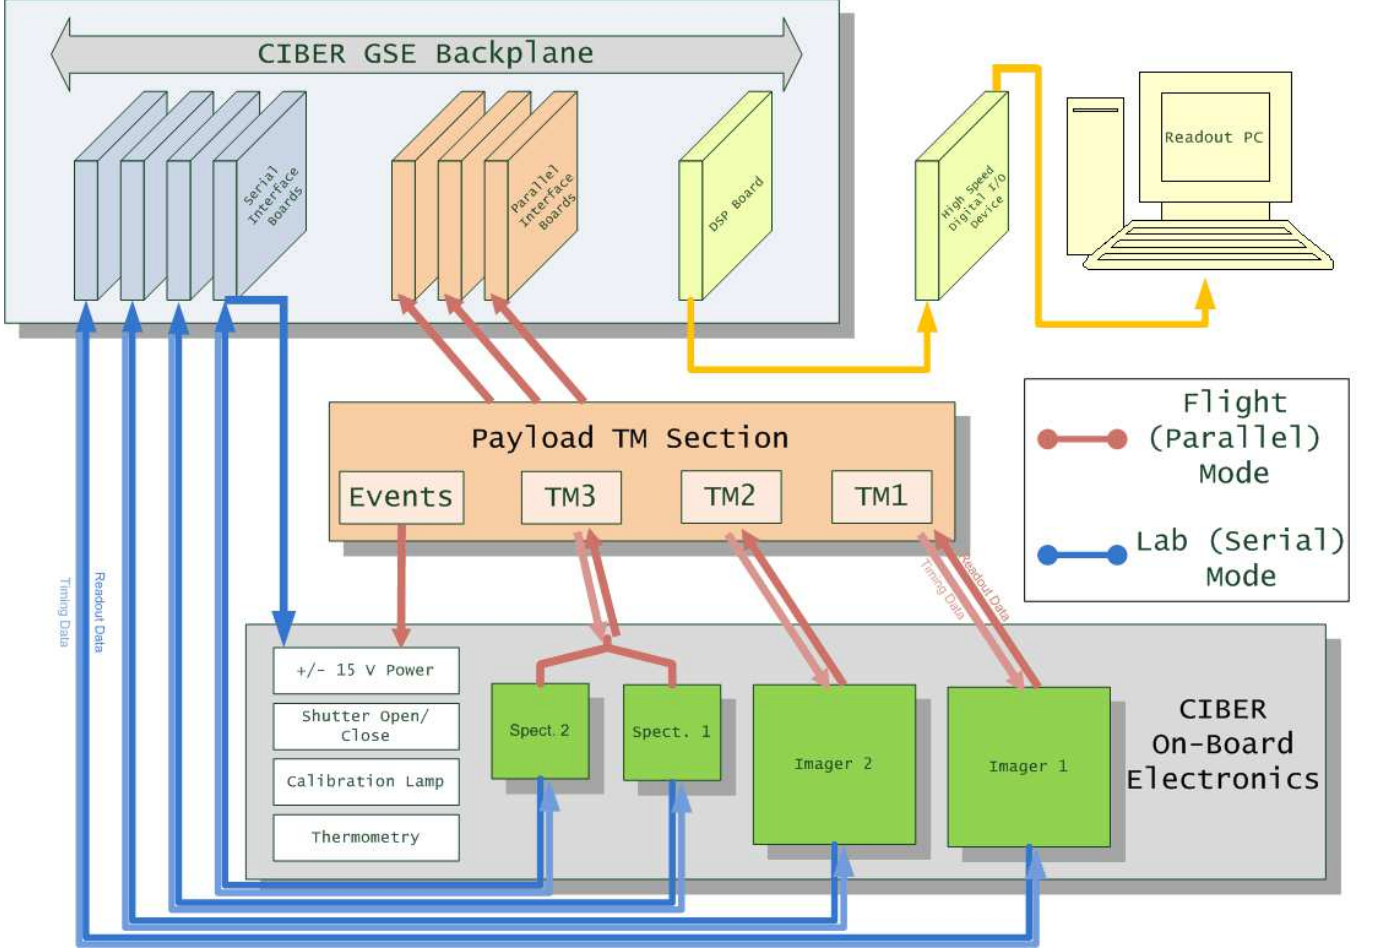 CIBER GSE Backplane
Serial
Interface
Boards
Parallel
Interface
Boards
DSP Board
High Speed
Digital I/O
Device
Readout PC
Flight
(Parallel)
Mode
Lab (Serial)
Mode
Payload TM Section
Events
TM3
TM2
TM1
Timing Data
Readout Data
Timing Data
Readout Data
+/- 15 V Power
Shutter Open/
Close
Calibration Lamp
Thermometry
Spect. 2
Spect. 1
Imager 2
Imager 1
CIBER
On-Board
Electronics